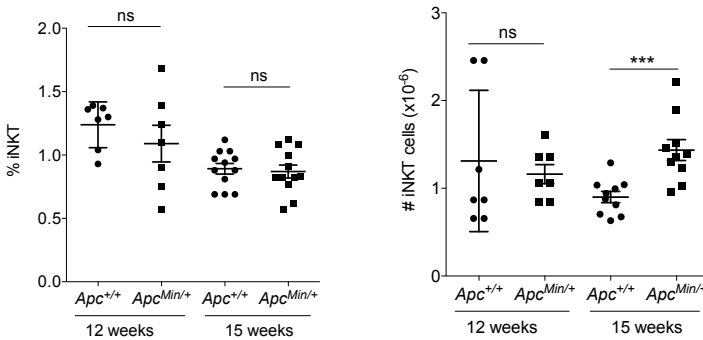 ns
ns
2.0
1.5
1.0
0.5
0.0
% iNKT
Apc+/+
ApcMin/+
Apc+/+
ApcMin/+
12 weeks
15 weeks
ns
***
3
2
1
0
# iNKT cells (x10-6)
Apc+/+
ApcMin/+
Apc+/+
ApcMin/+
12 weeks
15 weeks